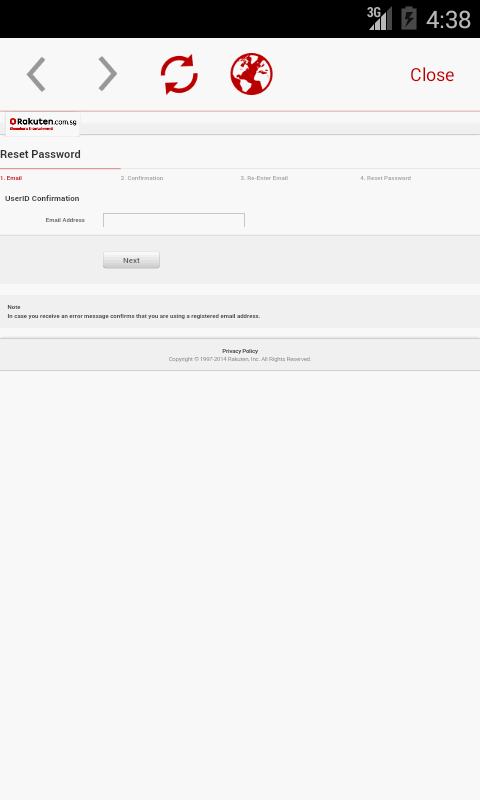 3G 4:38
Close
Rakuten.com.sg
Reset Password
1. Email 2. Confirmation 3. Re-Enter Email 4. Reset Password
UserID Confirmation
Email Address
Next
Note
In case you receive an error message confirms that you are using a registered email address.
Privacy Policy
Copyright © 1997-2014 Rakuten, Inc. All Rights Reserved.